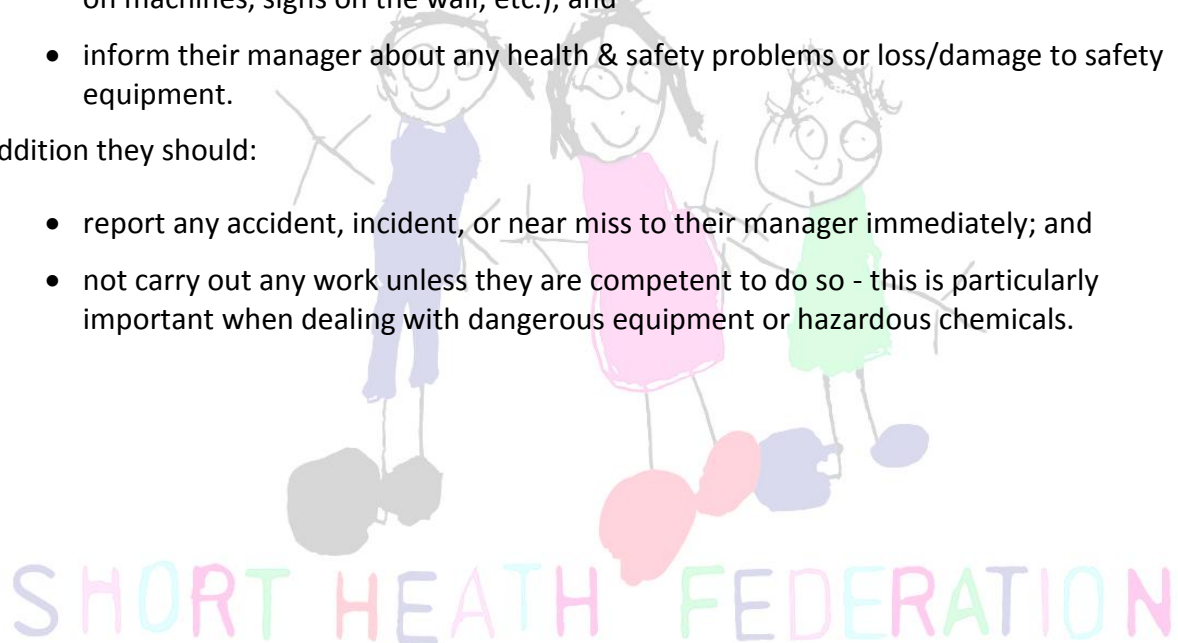 on machines, signs on the wall, etc.); and
• inform their manager about any health & safety problems or loss/damage to safety
equipment.
ddition they should:
• report any accident, incident, or near miss to their manager immediately; and
• not carry out any work unless they are competent to do so - this is particularly
important when dealing with dangerous equipment or hazardous chemicals.
SHORT HEATH FEDERATION